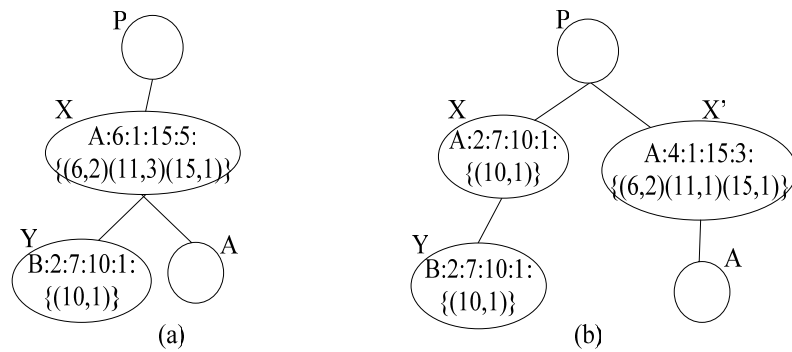 P
X
A:6:1:15:5:
{(6,2)(11,3)(15,1)}
Y
B:2:7:10:1:
{(10,1)}
A
(a)
P
X
A:2:7:10:1:
{(10,1)}
X'
A:4:1:15:3:
{(6,2)(11,1)(15,1)}
Y
B:2:7:10:1:
{(10,1)}
A
(b)